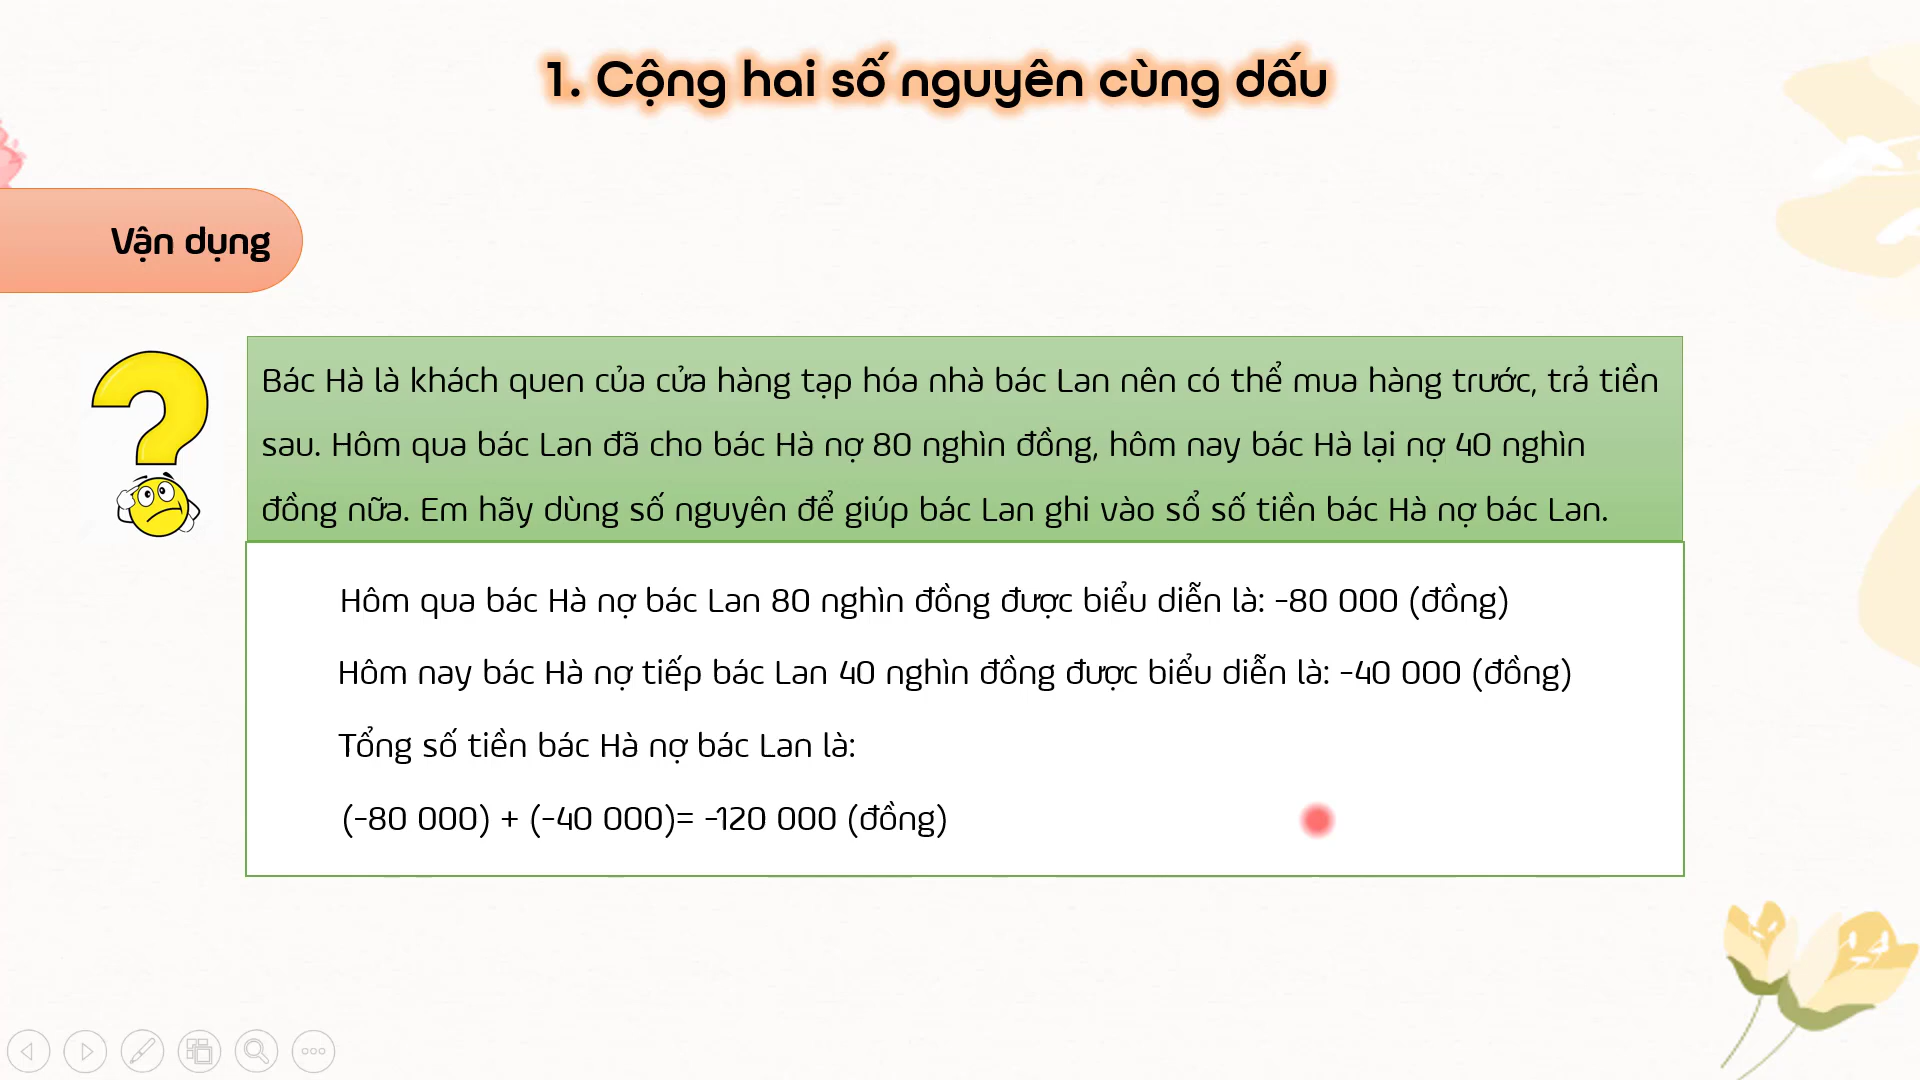 1. Cộng hai số nguyên cùng dấu
Vận dụng
Bác Hà là khách quen của cửa hàng tạp hóa nhà bác Lan nên có thể mua hàng trước, trả tiền
sau. Hôm qua bác Lan đã cho bác Hà nợ 80 nghìn đồng, hôm nay bác Hà lại nợ 40 nghìn
đồng nữa. Em hãy dùng số nguyên để giúp bác Lan ghi vào sổ số tiền bác Hà nợ bác Lan.
Hôm qua bác Hà nợ bác Lan 80 nghìn đồng được biểu diễn là: -80 000 (đồng)
Hôm nay bác Hà nợ tiếp bác Lan 40 nghìn đồng được biểu diễn là: -40 000 (đồng)
Tổng số tiền bác Hà nợ bác Lan là:
(-80 000) + (-40 000)= -120 000 (đồng)